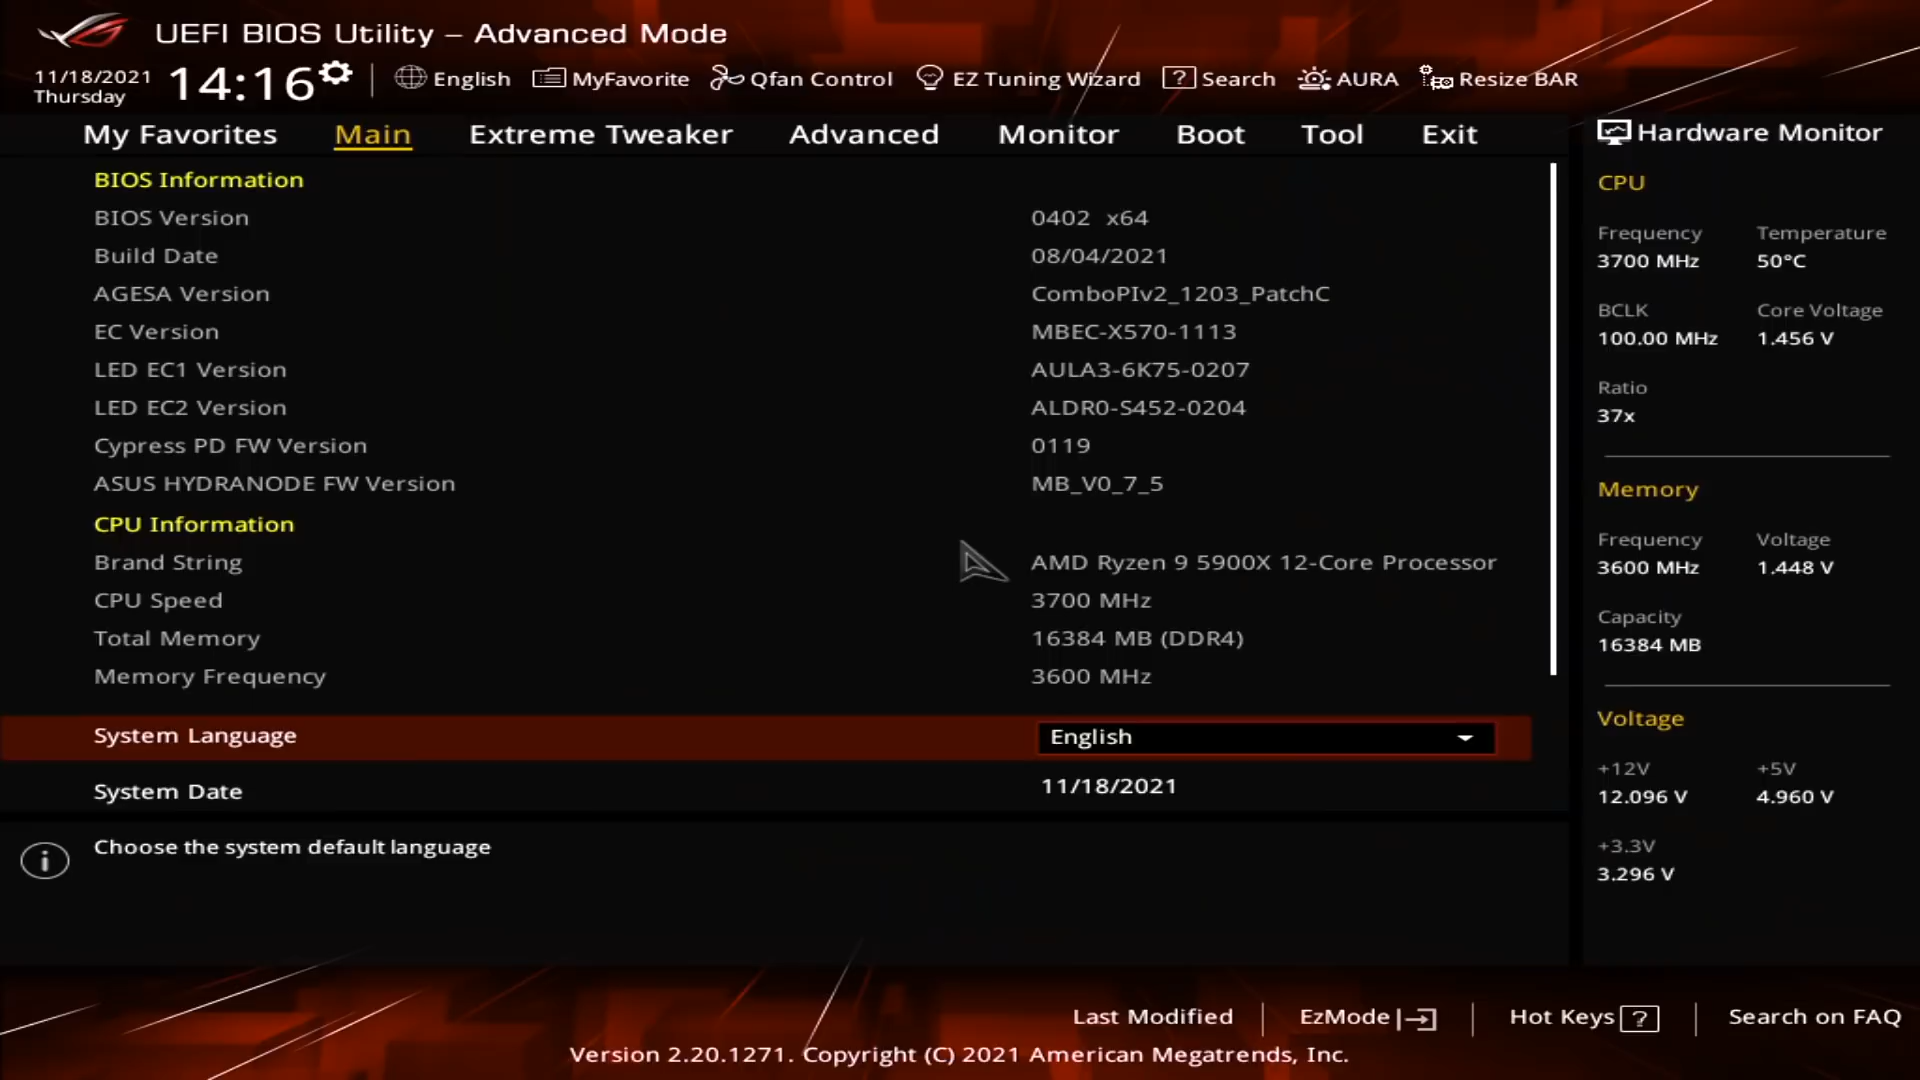 UEFI BIOS Utility – Advanced Mode
11/18/2021
Thursday
14:16
English
MyFavorite
Qfan Control
EZ Tuning Wizard
? Search
AURA
Resize BAR
My Favorites Main Extreme Tweaker Advanced Monitor Boot Tool Exit
BIOS Information
BIOS Version 0402 x64
Build Date 08/04/2021
AGESA Version ComboPIv2_1203_PatchC
EC Version MBEC-X570-1113
LED EC1 Version AULA3-6K75-0207
LED EC2 Version ALDR0-S452-0204
Cypress PD FW Version 0119
ASUS HYDRANODE FW Version MB_V0_7_5
CPU Information
Brand String AMD Ryzen 9 5900X 12-Core Processor
CPU Speed 3700 MHz
Total Memory 16384 MB (DDR4)
Memory Frequency 3600 MHz
System Language English
System Date 11/18/2021
i Choose the system default language
Hardware Monitor
CPU
Frequency Temperature
3700 MHz 50°C
BCLK Core Voltage
100.00 MHz 1.456 V
Ratio
37x
Memory
Frequency Voltage
3600 MHz 1.448 V
Capacity
16384 MB
Voltage
+12V +5V
12.096 V 4.960 V
+3.3V
3.296 V
Last Modified EzMode Hot Keys ? Search on FAQ
Version 2.20.1271. Copyright (C) 2021 American Megatrends, Inc.